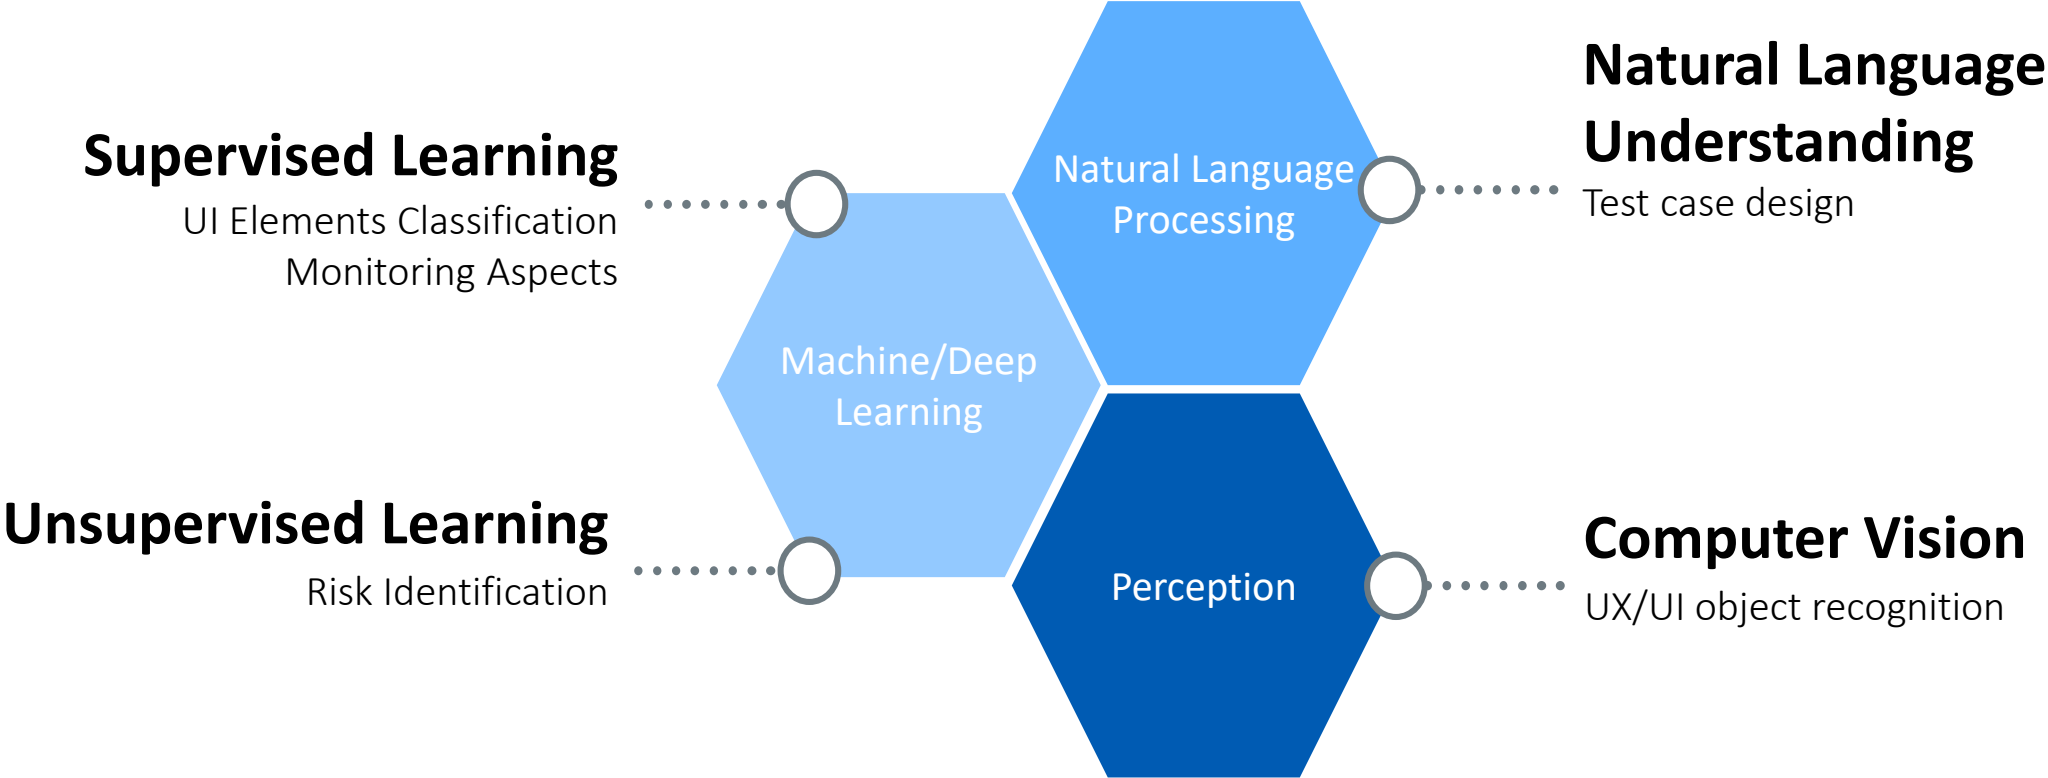 Supervised Learning
UI Elements Classification
Monitoring Aspects
Unsupervised Learning
Risk Identification
Machine/Deep
Learning
Natural Language
Processing
Perception
Natural Language
Understanding
Test case design
Computer Vision
UX/UI object recognition